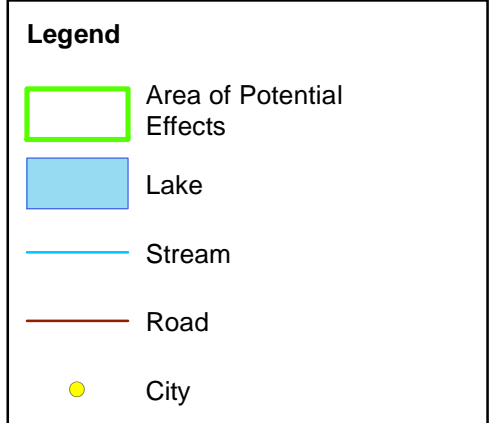 Legend
Area of Potential
Effects
Lake
Stream
Road
City